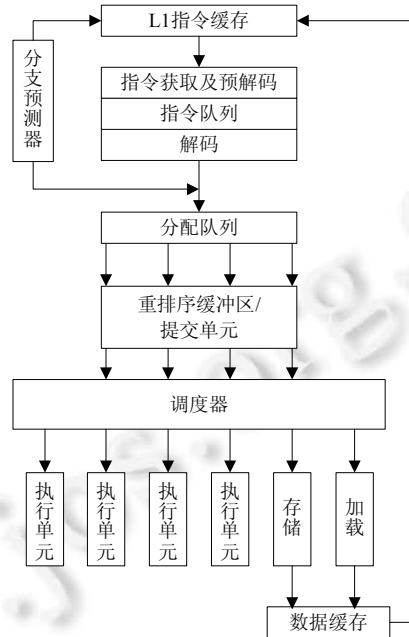 L1指令缓存
分支预测器
指令获取及预解码
指令队列
解码
分配队列
重排序缓冲区/
提交单元
调度器
执行单元
执行单元
执行单元
执行单元
存储
加载
数据缓存